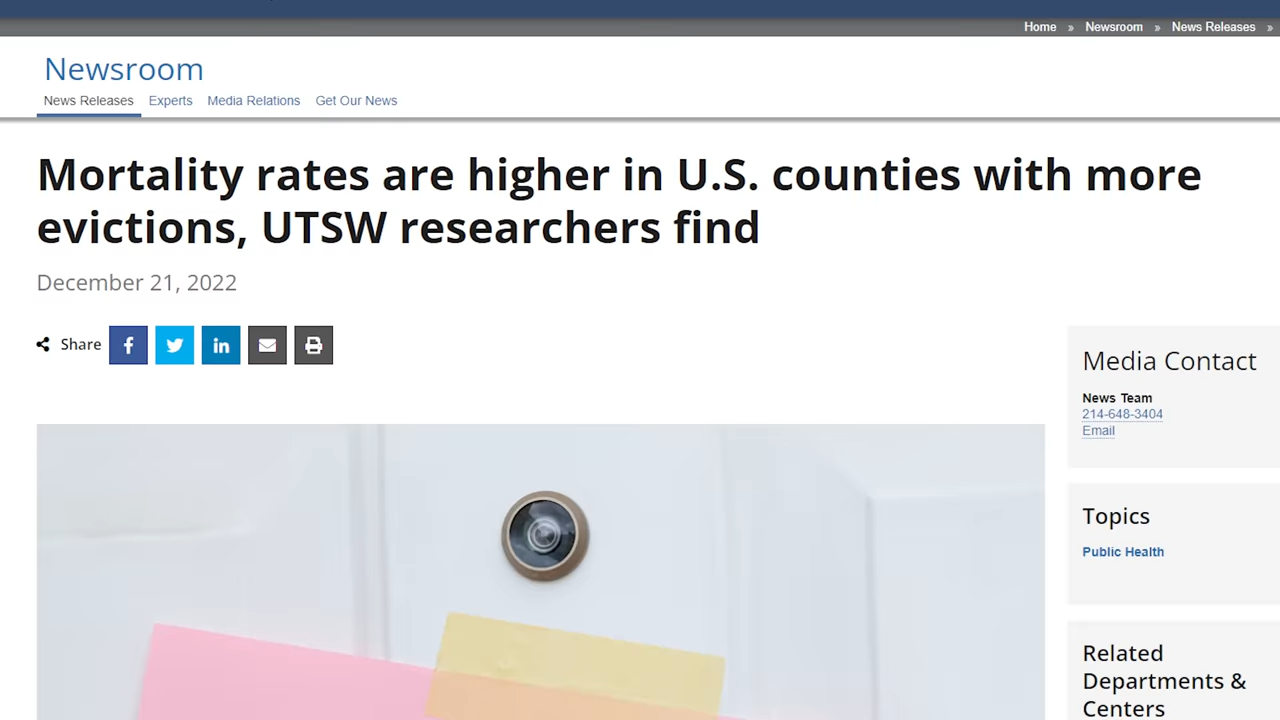 Home » Newsroom » News Releases »
Newsroom
News Releases Experts Media Relations Get Our News
Mortality rates are higher in U.S. counties with more
evictions, UTSW researchers find
December 21, 2022
Share
Media Contact
News Team
214-648-3404
Email
Topics
Public Health
Related
Departments &
Centers